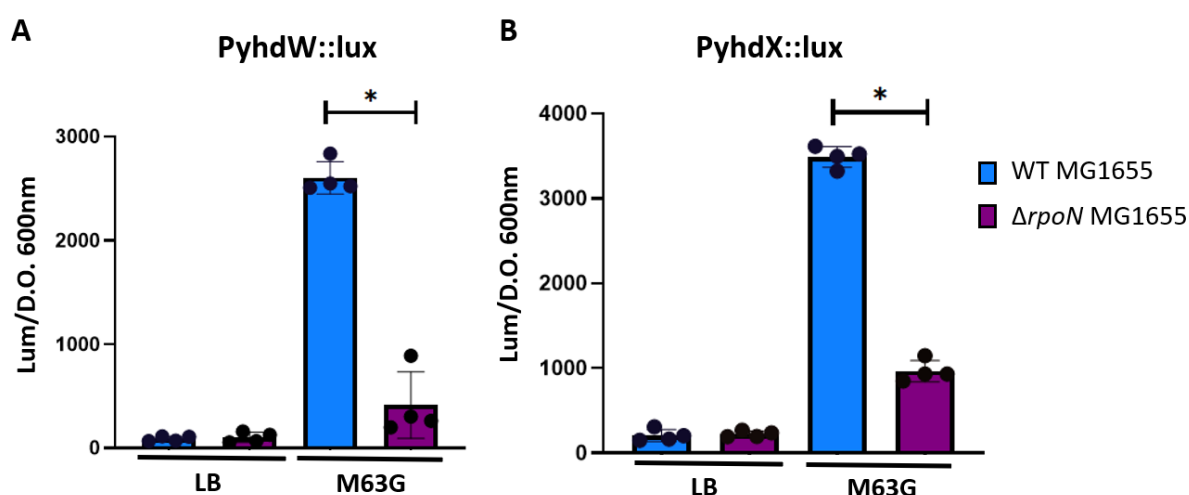 A
PyhdW::lux
Lum/D.O. 600nm
3000
2000
1000
0
*
LB
M63G
B
PyhdX::lux
Lum/D.O. 600nm
4000
3000
2000
1000
0
*
LB
M63G
WT MG1655
ΔrpoN MG1655